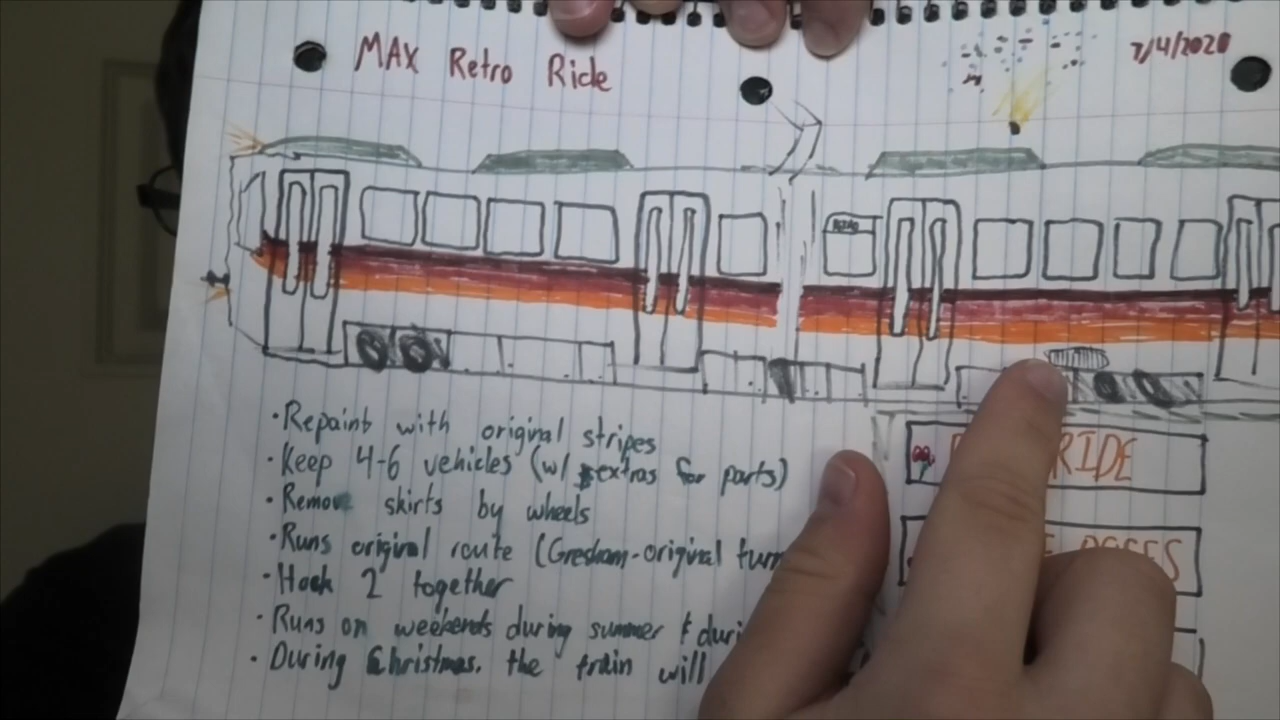 MAX Retro Ride
7/4/2020
• Repaint with original stripes
• Keep 4-6 vehicles (w/ extras for parts)
• Remove skirts by wheels
• Runs original route (Gresham-original turn
• Hook 2 together
• Runs on weekends during summer & duri
• During Christmas, the train will
RIDE